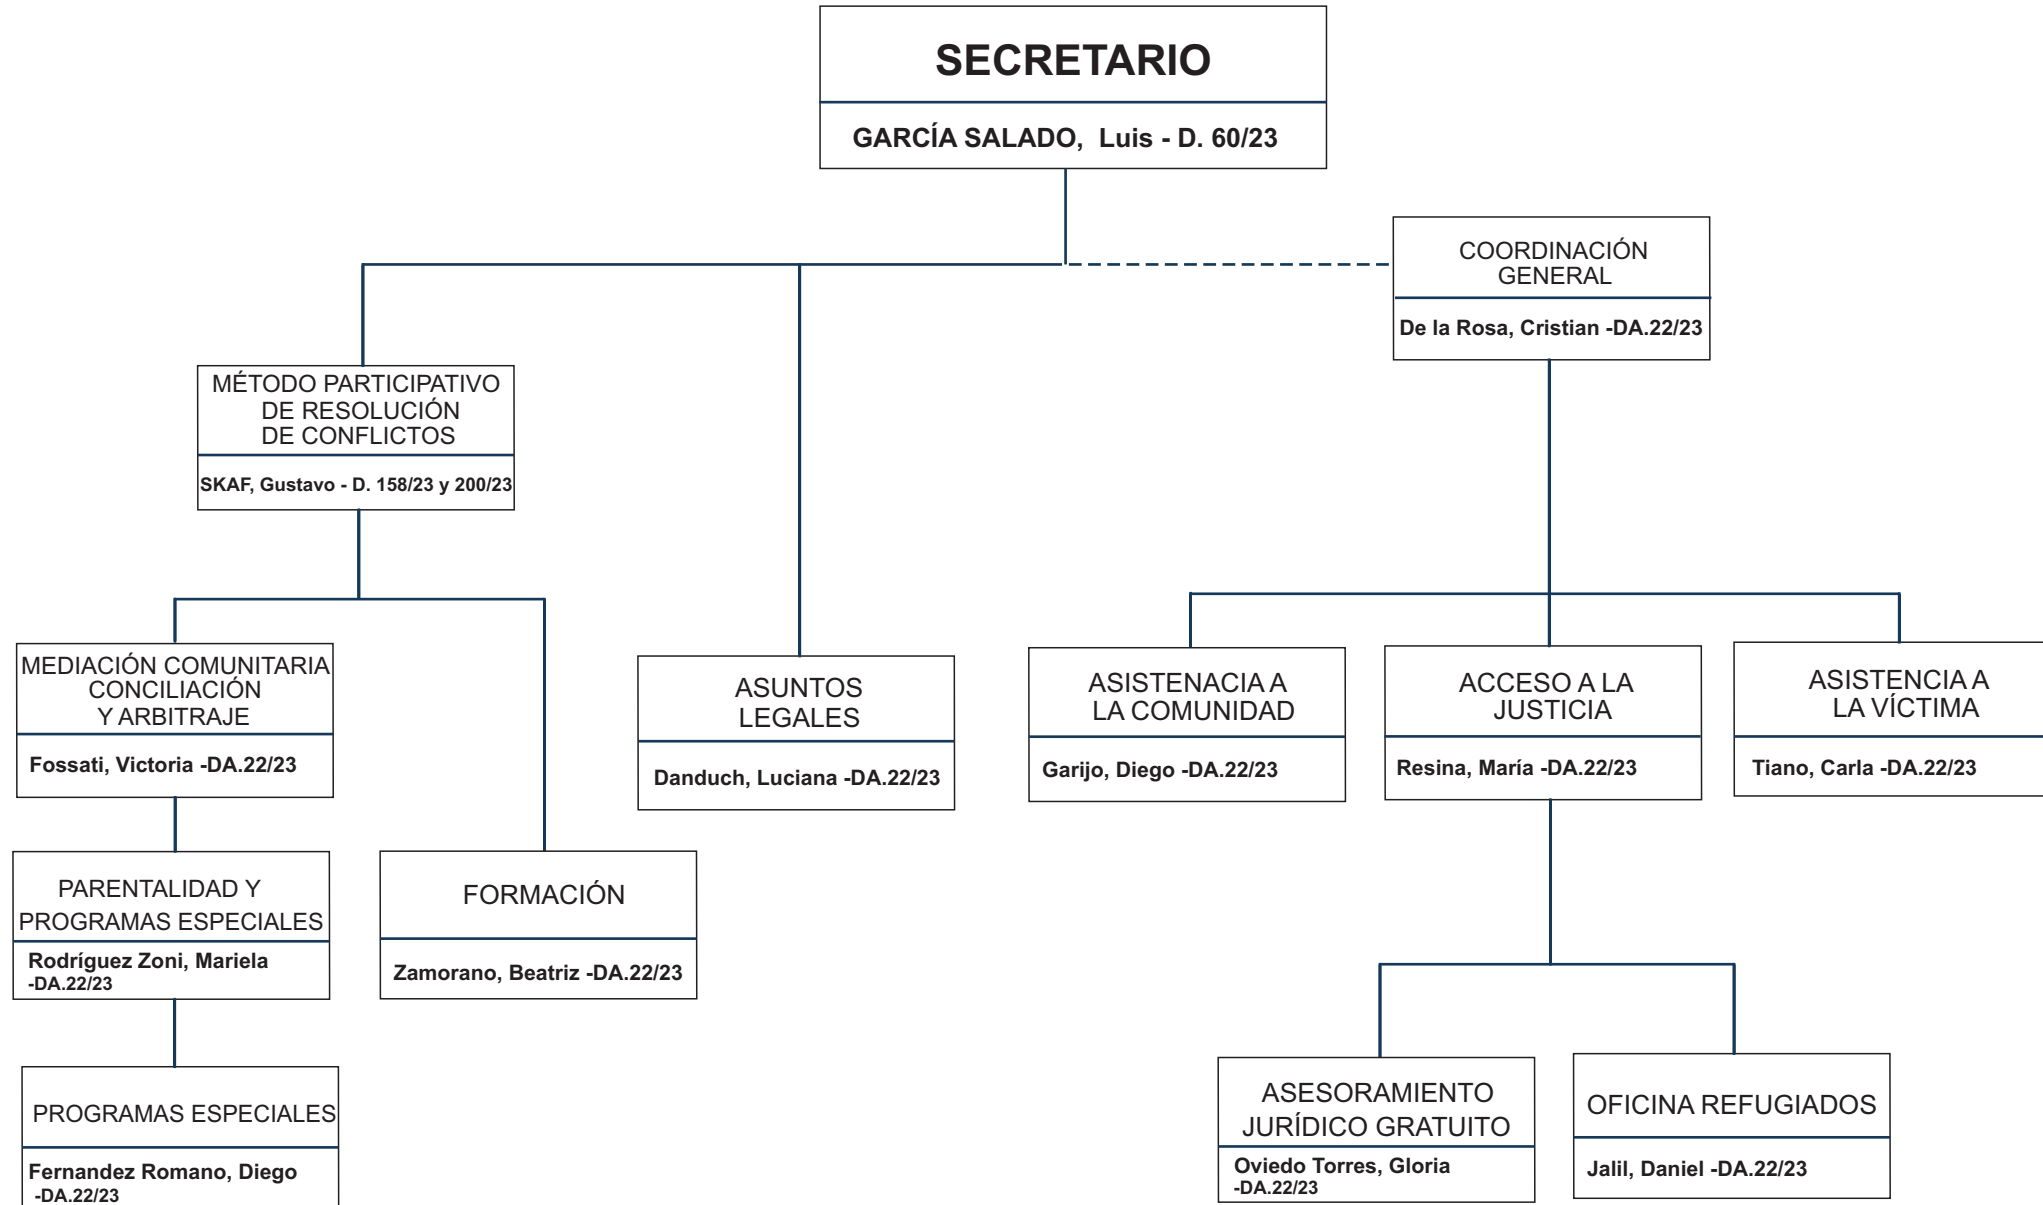 SECRETARIO
GARCÍA SALADO,  Luis - D. 60/23
COORDINACIÓN
GENERAL
De la Rosa, Cristian -DA.22/23
MÉTODO PARTICIPATIVO
DE RESOLUCIÓN
DE CONFLICTOS
SKAF, Gustavo - D. 158/23 y 200/23
MEDIACIÓN COMUNITARIA
CONCILIACIÓN
Y ARBITRAJE
Fossati, Victoria -DA.22/23
ASUNTOS
LEGALES
Danduch, Luciana -DA.22/23
ASISTENACIA A
LA COMUNIDAD
Garijo, Diego -DA.22/23
ACCESO A LA
JUSTICIA
Resina, María -DA.22/23
ASISTENCIA A
LA VÍCTIMA
Tiano, Carla -DA.22/23
PARENTALIDAD Y
PROGRAMAS ESPECIALES
Rodríguez Zoni, Mariela
-DA.22/23
FORMACIÓN
Zamorano, Beatriz -DA.22/23
PROGRAMAS ESPECIALES
Fernandez Romano, Diego
-DA.22/23
ASESORAMIENTO
JURÍDICO GRATUITO
Oviedo Torres, Gloria
-DA.22/23
OFICINA REFUGIADOS
Jalil, Daniel -DA.22/23